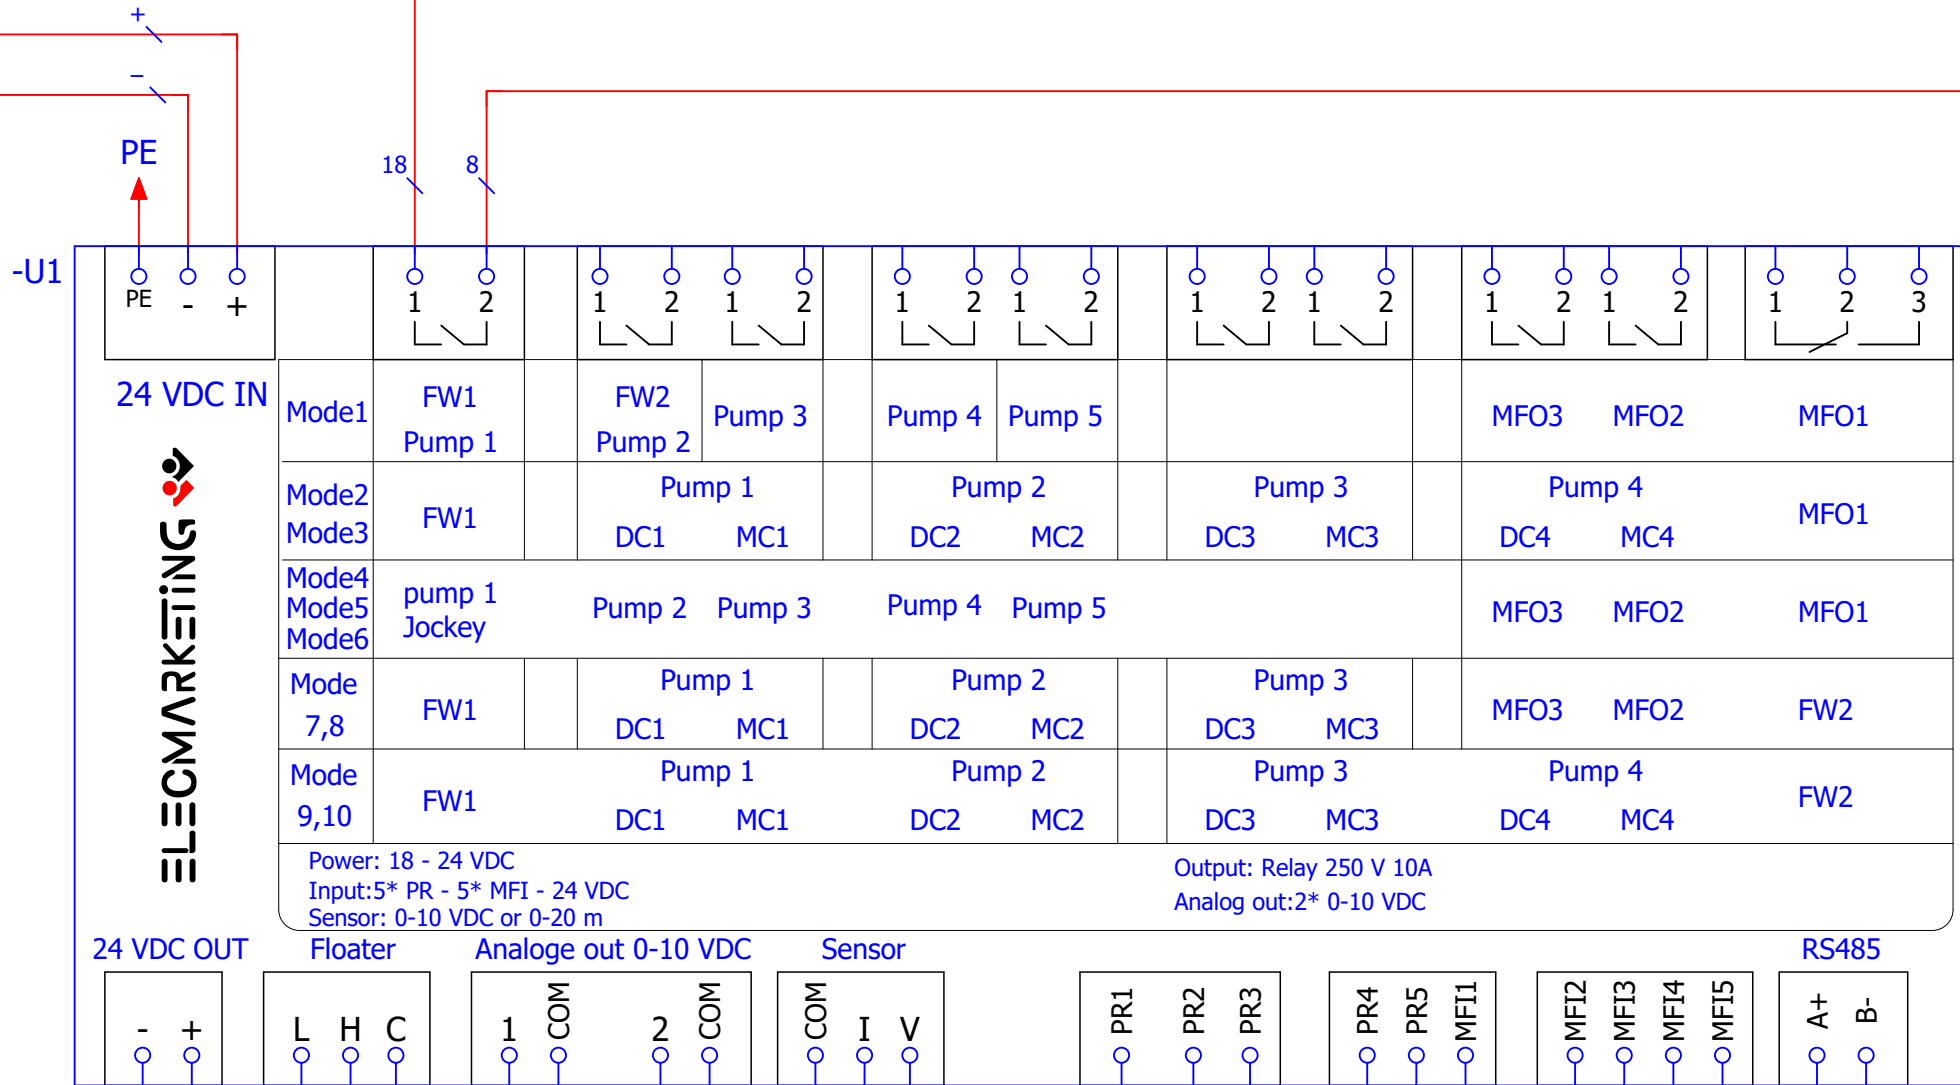 +
−
PE
18 8
-U1
PE - +
1 2 1 2 1 2 1 2 1 2 1 2 1 2 1 2 1 2 1 2 3
24 VDC IN
Mode1
FW1
Pump 1
FW2
Pump 2
Pump 3
Pump 4
Pump 5
MFO3
MFO2
MFO1
Mode2
Mode3
FW1
Pump 1
DC1 MC1
Pump 2
DC2 MC2
Pump 3
DC3 MC3
Pump 4
DC4 MC4
MFO1
Mode4
Mode5
Mode6
pump 1
Jockey
Pump 2 Pump 3
Pump 4 Pump 5
MFO3 MFO2
MFO1
Mode
7,8
FW1
Pump 1
DC1 MC1
Pump 2
DC2 MC2
Pump 3
DC3 MC3
MFO3 MFO2
FW2
Mode
9,10
FW1
Pump 1
DC1 MC1
Pump 2
DC2 MC2
Pump 3
DC3 MC3
Pump 4
DC4 MC4
FW2
ELECMARKETiNG
Power: 18 - 24 VDC
Input:5* PR - 5* MFI - 24 VDC
Sensor: 0-10 VDC or 0-20 m
Output: Relay 250 V 10A
Analog out:2* 0-10 VDC
24 VDC OUT
- +
Floater
L H C
Analoge out 0-10 VDC
1 COM 2 COM
Sensor
COM I V
PR1 PR2 PR3
PR4 PR5 MFI1
MFI2 MFI3 MFI4 MFI5
RS485
A+ B-